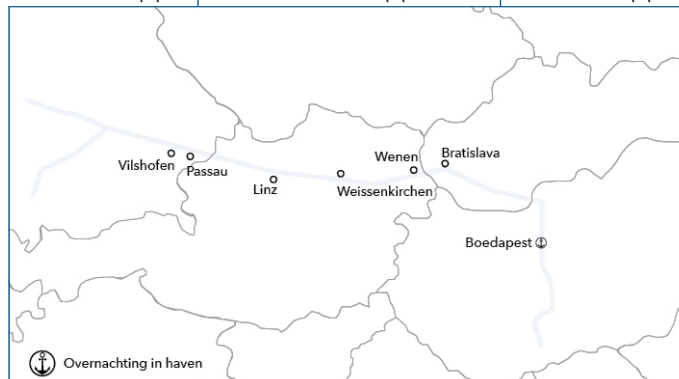 Wenen
Bratislava
Vilshofen
Passau
Linz
Weissenkirchen
Boedapest
Overnachting in haven